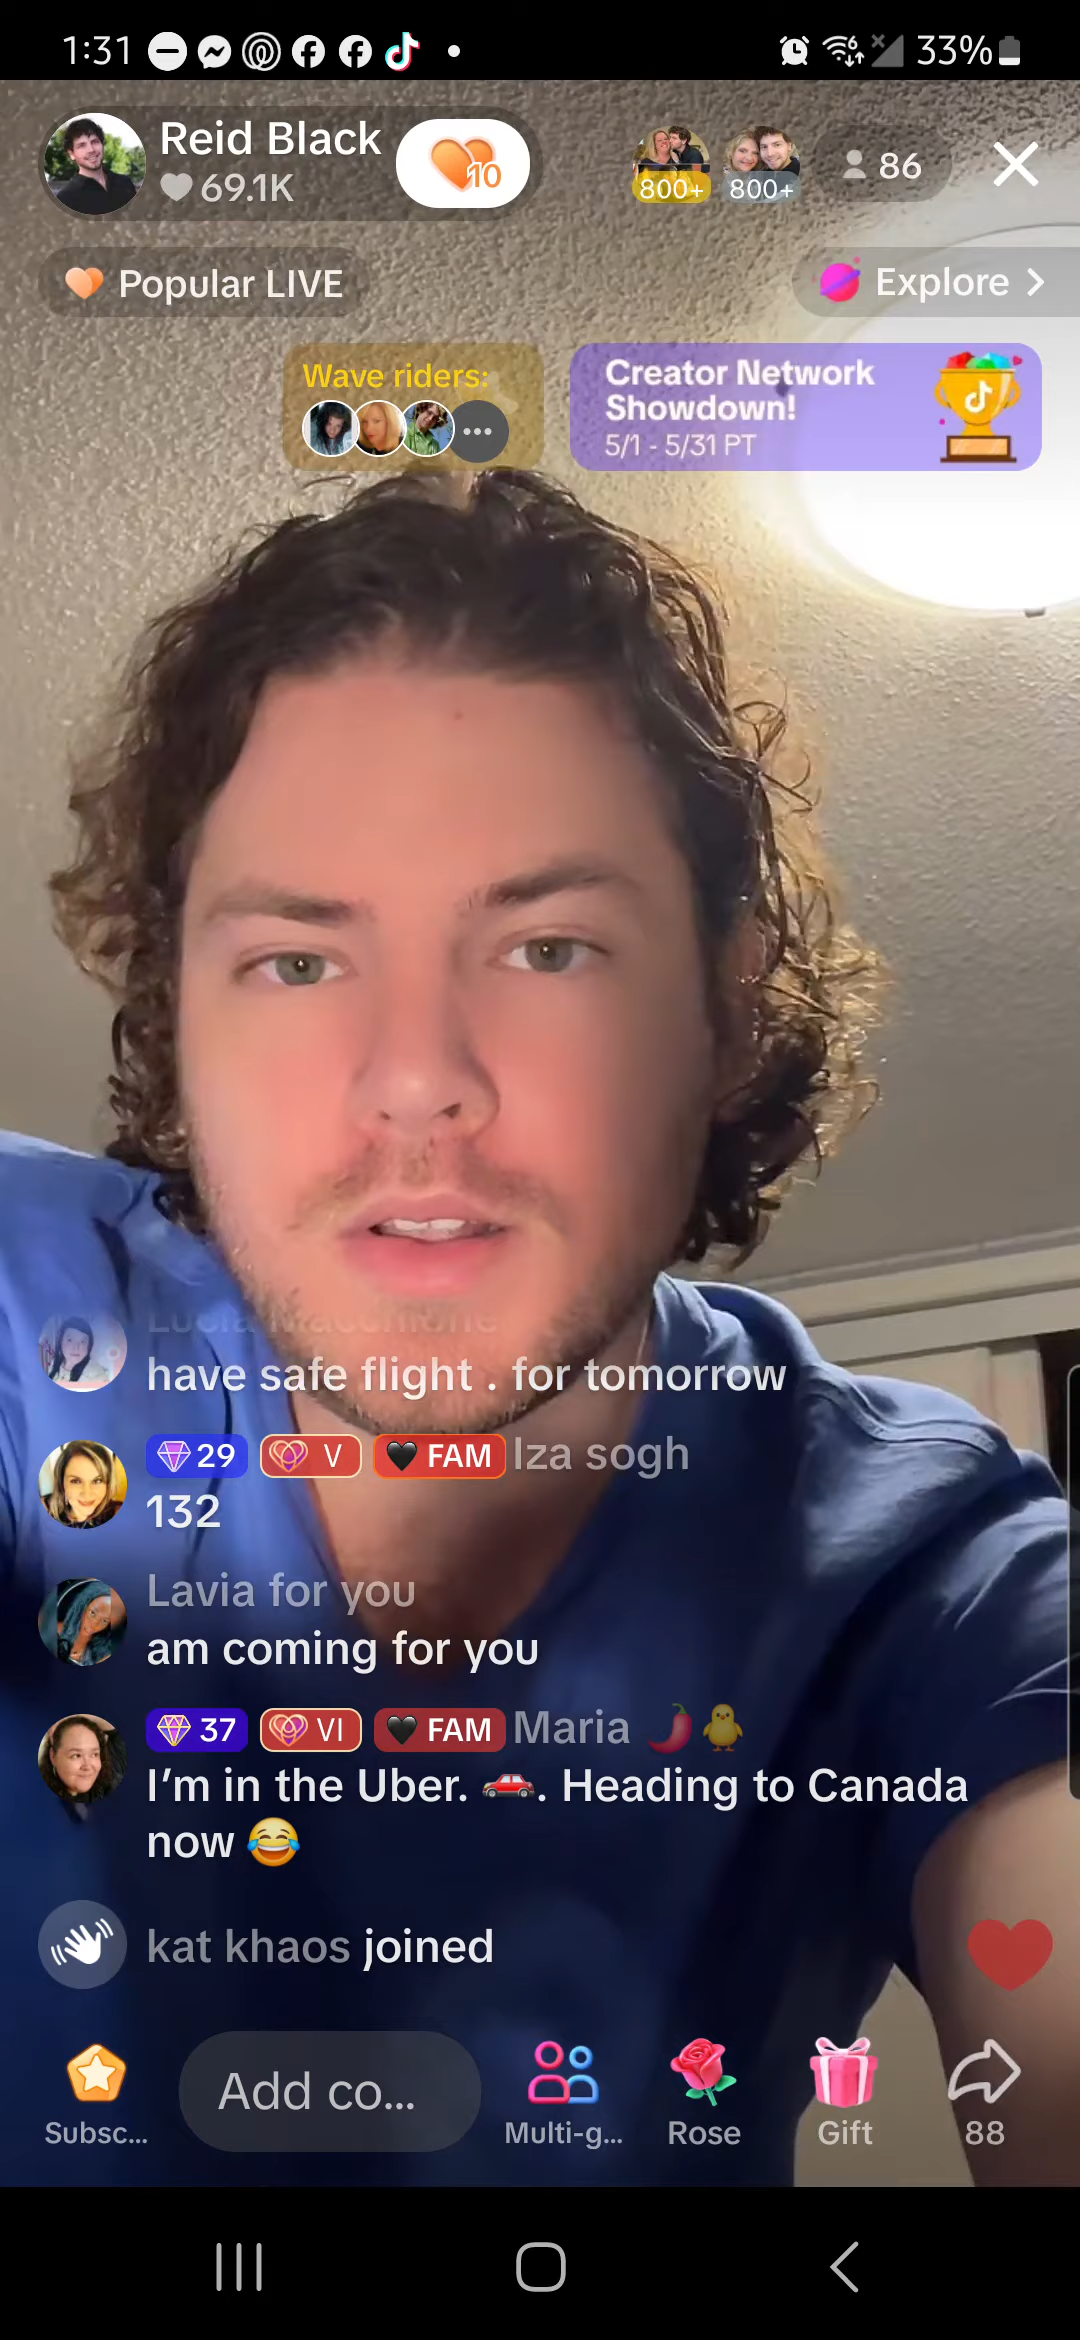 1:31
33%
Reid Black
69.1K
10
800+
800+
86
Popular LIVE
Explore
Wave riders:
Creator Network
Showdown!
5/1 - 5/31 PT
Lucia Macchione
have safe flight . for tomorrow
29 V 🖤 FAM Iza sogh
132
Lavia for you
am coming for you
37 VI 🖤 FAM Maria 🌶️🐥
I’m in the Uber. 🚗. Heading to Canada
now 😂
kat khaos joined
Subsc...
Add co...
Multi-g...
Rose
Gift
88